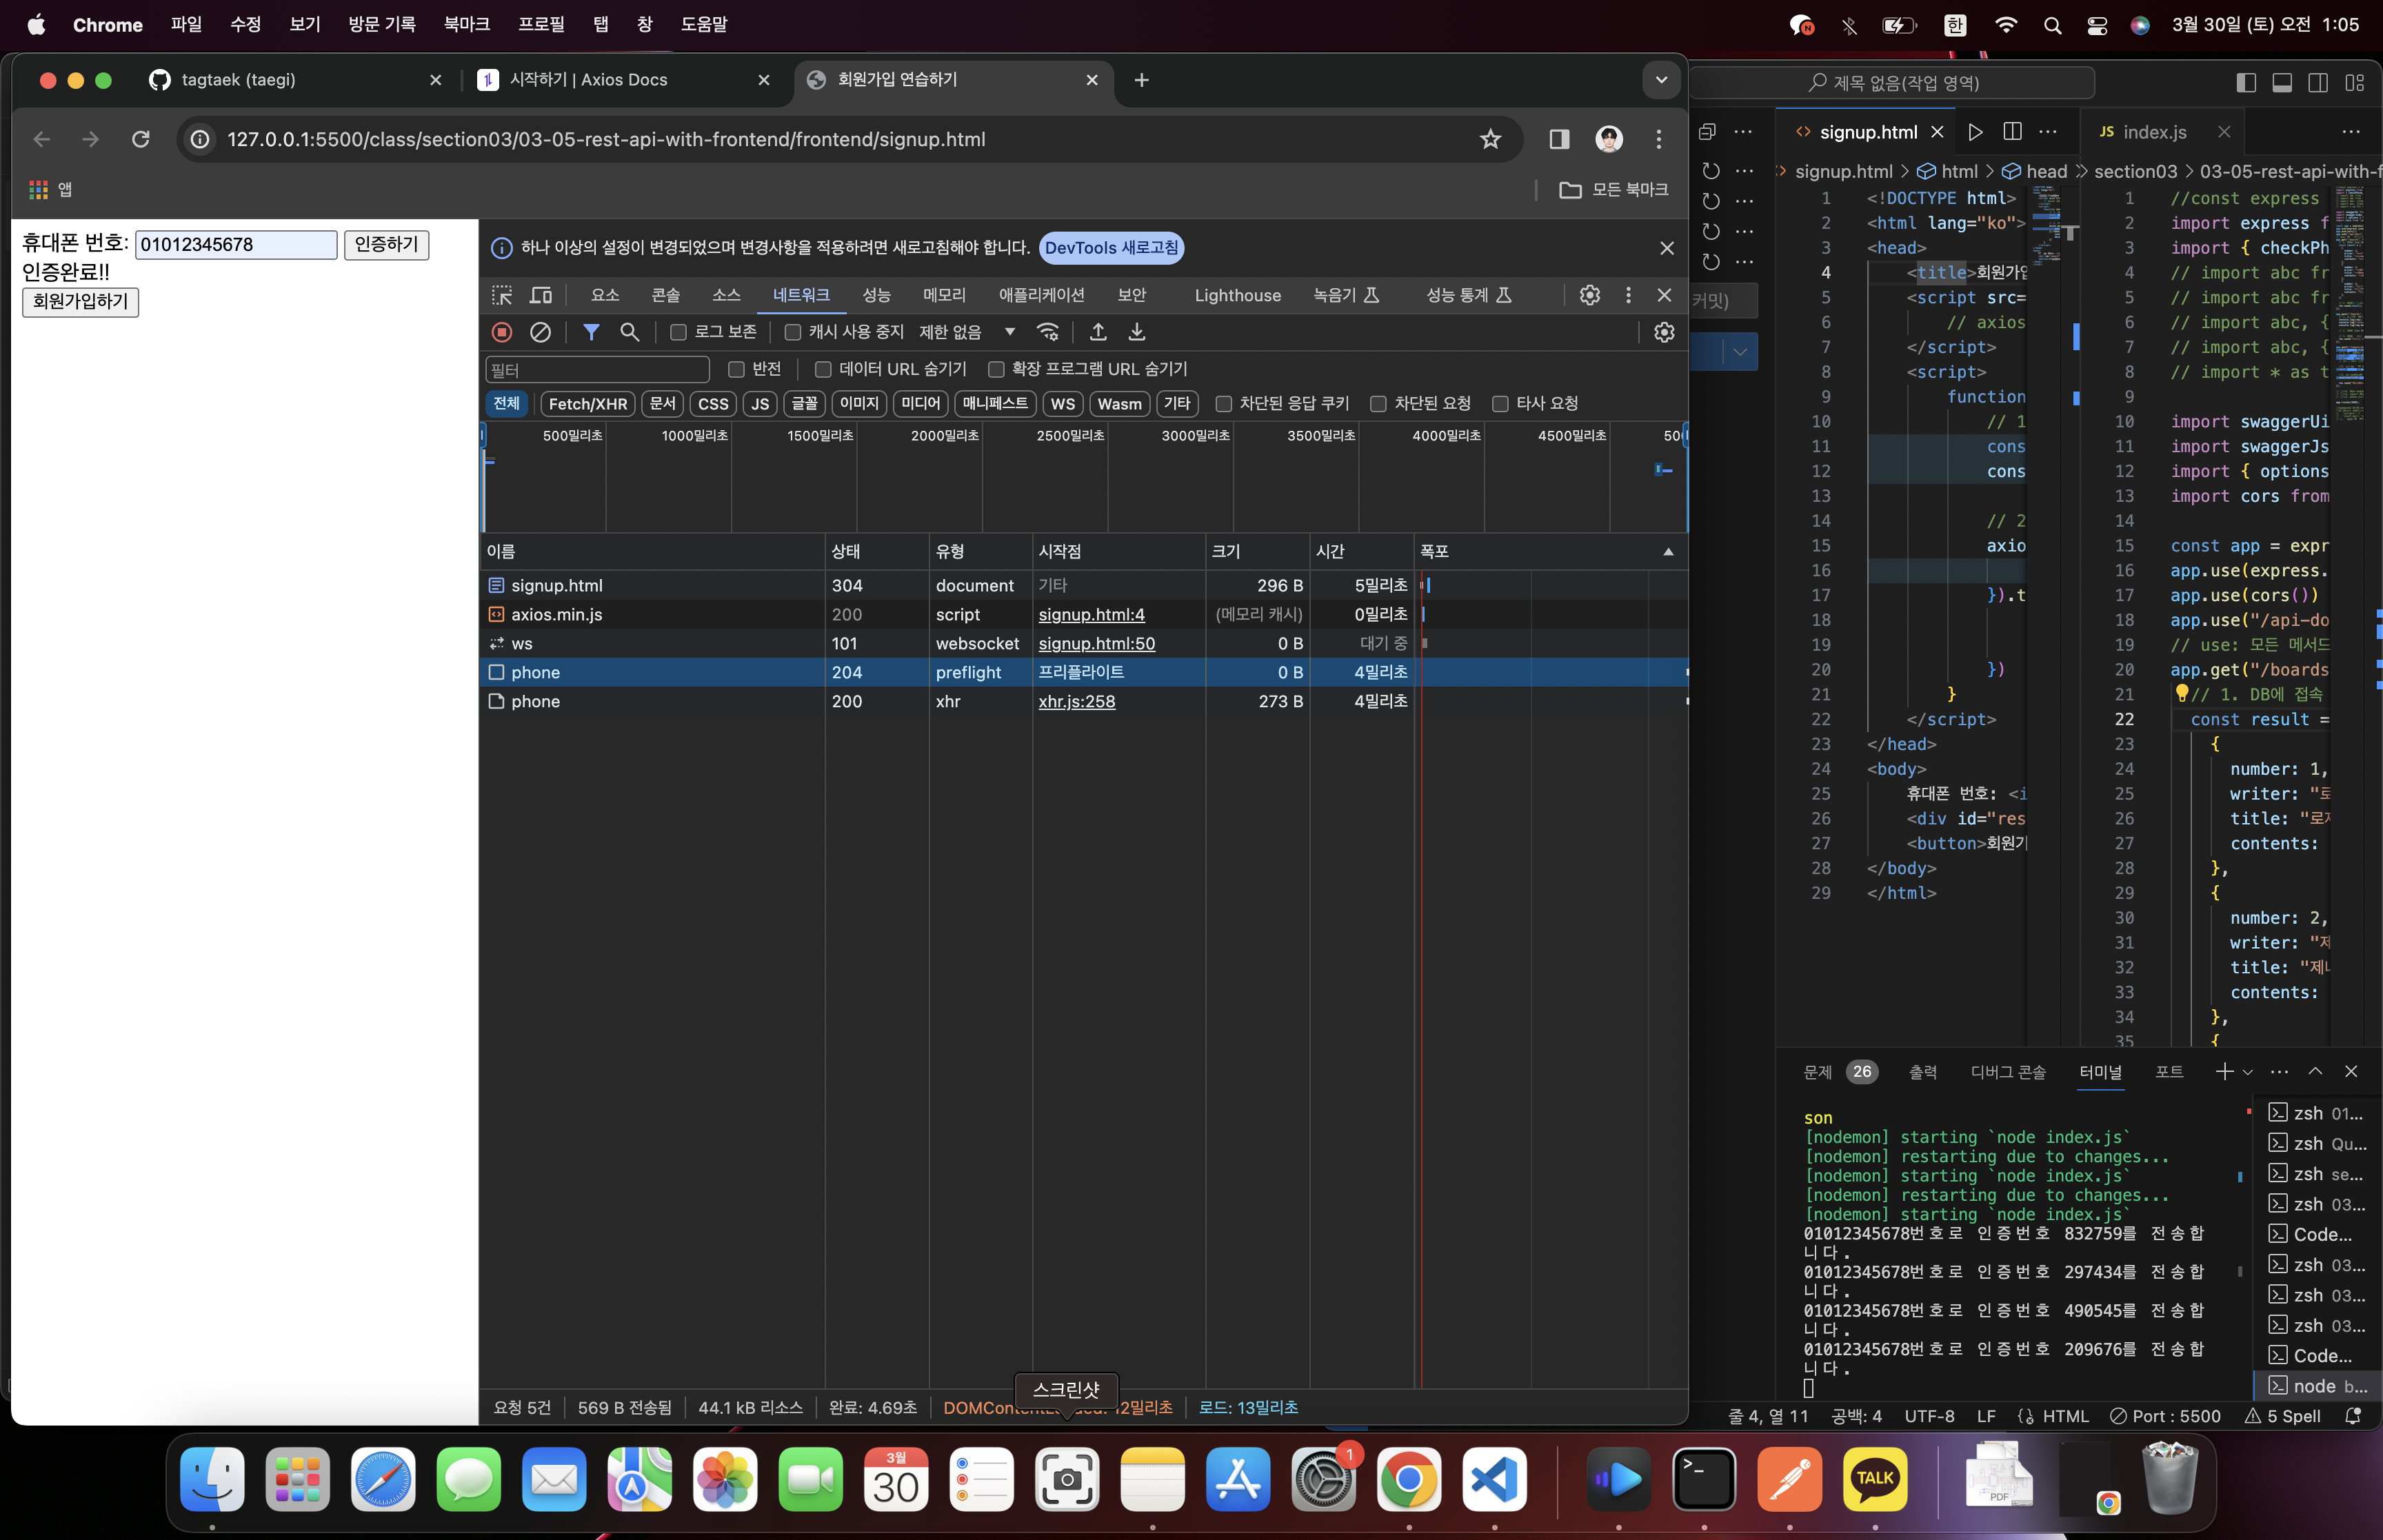 Chrome 파일 수정 보기 방문 기록 북마크 프로필 탭 창 도움말
한 3월 30일 (토) 오전 1:05
tagtaek (taegi)
시작하기 | Axios Docs
회원가입 연습하기
127.0.0.1:5500/class/section03/03-05-rest-api-with-frontend/frontend/signup.html
앱
모든 북마크
휴대폰 번호: 01012345678 인증하기
인증완료!!
회원가입하기
하나 이상의 설정이 변경되었으며 변경사항을 적용하려면 새로고침해야 합니다. DevTools 새로고침
요소 콘솔 소스 네트워크 성능 메모리 애플리케이션 보안 Lighthouse 녹음기 성능 통계
로그 보존 캐시 사용 중지 제한 없음
필터 반전 데이터 URL 숨기기 확장 프로그램 URL 숨기기
전체 Fetch/XHR 문서 CSS JS 글꼴 이미지 미디어 매니페스트 WS Wasm 기타 차단된 응답 쿠키 차단된 요청 타사 요청
500밀리초 1000밀리초 1500밀리초 2000밀리초 2500밀리초 3000밀리초 3500밀리초 4000밀리초 4500밀리초
이름 상태 유형 시작점 크기 시간 폭포
signup.html 304 document 기타 296 B 5밀리초
axios.min.js 200 script signup.html:4 (메모리 캐시) 0밀리초
ws 101 websocket signup.html:50 0 B 대기 중
phone 204 preflight 프리플라이트 0 B 4밀리초
phone 200 xhr xhr.js:258 273 B 4밀리초
요청 5건 569 B 전송됨 44.1 kB 리소스 완료: 4.69초 로드: 13밀리초
스크린샷
제목 없음(작업 영역)
커밋)
signup.html
signup.html > html > head
1 <!DOCTYPE html>
2 <html lang="ko">
3 <head>
4 <title>회원가입
5 <script src=
6 // axios
7 </script>
8 <script>
9 function
10 // 1
11 cons
12 cons
13
14 // 2
15 axio
16
17 }).t
18
19
20 })
21 }
22 </script>
23 </head>
24 <body>
25 휴대폰 번호: <i
26 <div id="res
27 <button>회원가
28 </body>
29 </html>
JS index.js
section03 > 03-05-rest-api-with-f
1 //const express
2 import express f
3 import { checkPh
4 // import abc fr
5 // import abc fr
6 // import abc, {
7 // import abc, {
8 // import * as t
9
10 import swaggerUi
11 import swaggerJs
12 import { options
13 import cors from
14
15 const app = expr
16 app.use(express.
17 app.use(cors())
18 app.use("/api-do
19 // use: 모든 메서드
20 app.get("/boards
21 // 1. DB에 접속
22 const result =
23 {
24 number: 1,
25 writer: "
26 title: "로
27 contents:
28 },
29 {
30 number: 2,
31 writer: "
32 title: "제
33 contents:
34 },
35 {
문제 26 출력 디버그 콘솔 터미널 포트
son
[nodemon] starting `node index.js`
[nodemon] restarting due to changes...
[nodemon] starting `node index.js`
[nodemon] restarting due to changes...
[nodemon] starting `node index.js`
01012345678번호로 인증번호 832759를 전송합
니다.
01012345678번호로 인증번호 297434를 전송합
니다.
01012345678번호로 인증번호 490545를 전송합
니다.
01012345678번호로 인증번호 209676를 전송합
니다.
zsh 01...
zsh Qu...
zsh se...
zsh 03...
Code...
zsh 03...
zsh 03...
zsh 03...
Code...
node b...
줄 4, 열 11 공백: 4 UTF-8 LF HTML Port : 5500 5 Spell
3월
30
1
TALK
PDF